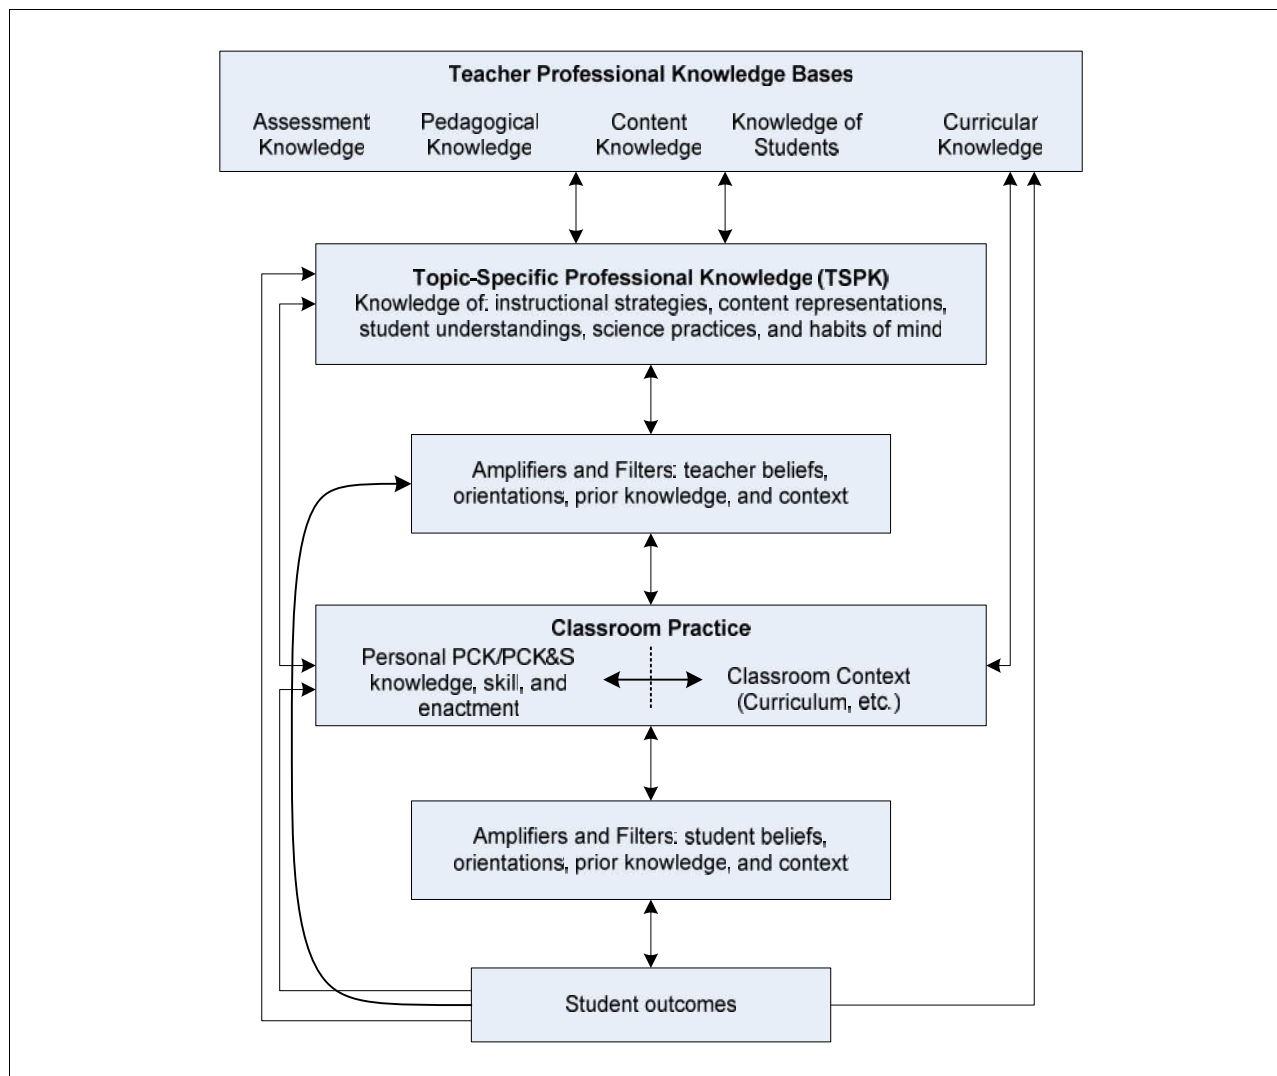 Teacher Professional Knowledge Bases
Assessment
Knowledge
Pedagogical
Knowledge
Content
Knowledge
Knowledge of
Students
Curricular
Knowledge
Topic-Specific Professional Knowledge (TSPK)
Knowledge of: instructional strategies, content representations,
student understandings, science practices, and habits of mind
Amplifiers and Filters: teacher beliefs,
orientations, prior knowledge, and context
Classroom Practice
Personal PCK/PCK&S
knowledge, skill, and
enactment
Classroom Context
(Curriculum, etc.)
Amplifiers and Filters: student beliefs,
orientations, prior knowledge, and context
Student outcomes